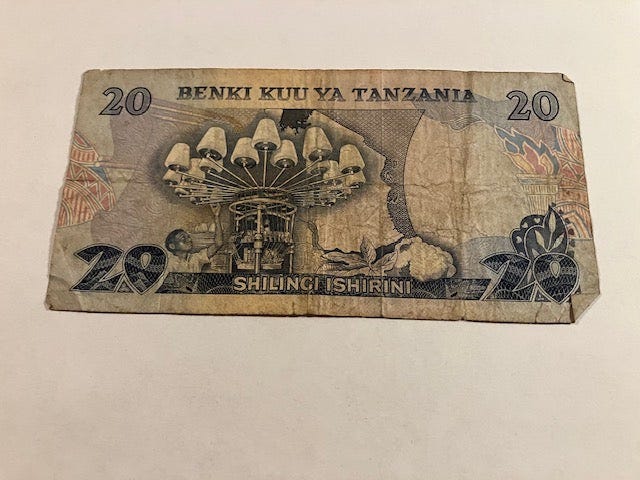 20 BENKI KUU YA TANZANIA 20
20 SHILINGI ISHIRINI 20